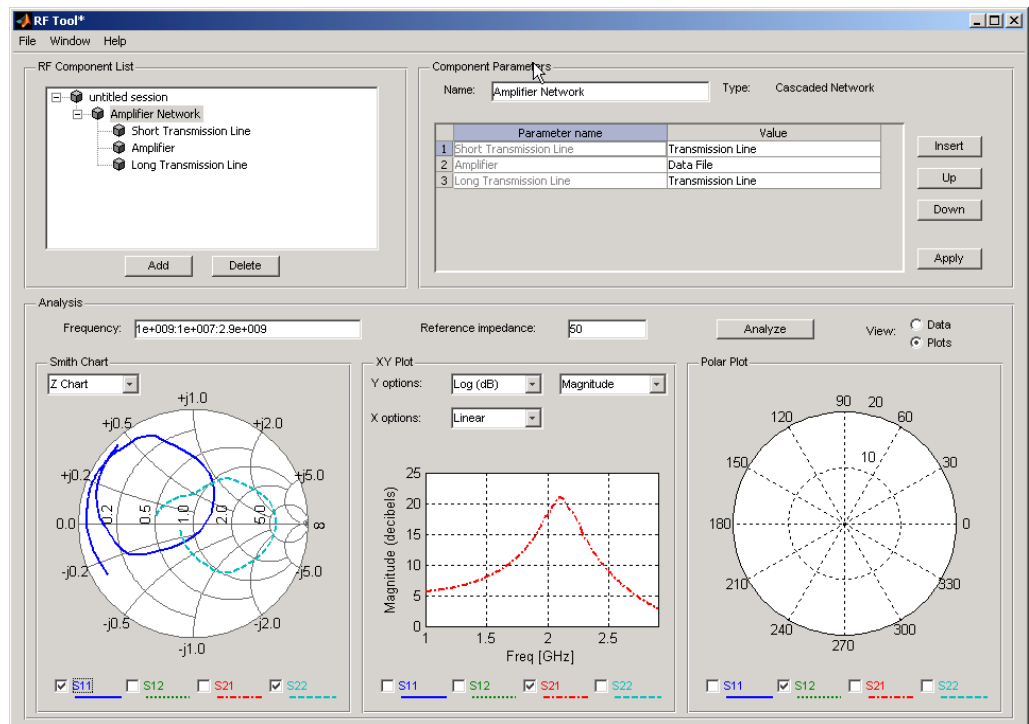 RF Tool*
File Window Help
RF Component List
untitled session
Amplifier Network
Short Transmission Line
Amplifier
Long Transmission Line
Add Delete
Component Parameters
Name: Amplifier Network Type: Cascaded Network
Parameter name Value
1 Short Transmission Line Transmission Line
2 Amplifier Data File
3 Long Transmission Line Transmission Line
Insert
Up
Down
Apply
Analysis
Frequency: 1e+009:1e+007:2.9e+009 Reference impedance: 50 Analyze View: Data
Plots
Smith Chart
Z Chart
+j1.0
+j0.5 +j2.0
+j0.2 +j5.0
0.0 0.2 0.5 1.0 2.0 5.0 ∞
-j0.2 -j5.0
-j0.5 -j2.0
-j1.0
S11 S12 S21 S22
XY Plot
Y options: Log (dB) Magnitude
X options: Linear
Magnitude (decibels)
25
20
15
10
5
0
1 1.5 2 2.5
Freq [GHz]
S11 S12 S21 S22
Polar Plot
90 20
120 60
150 10 30
180 0
210 330
240 300
270
S11 S12 S21 S22